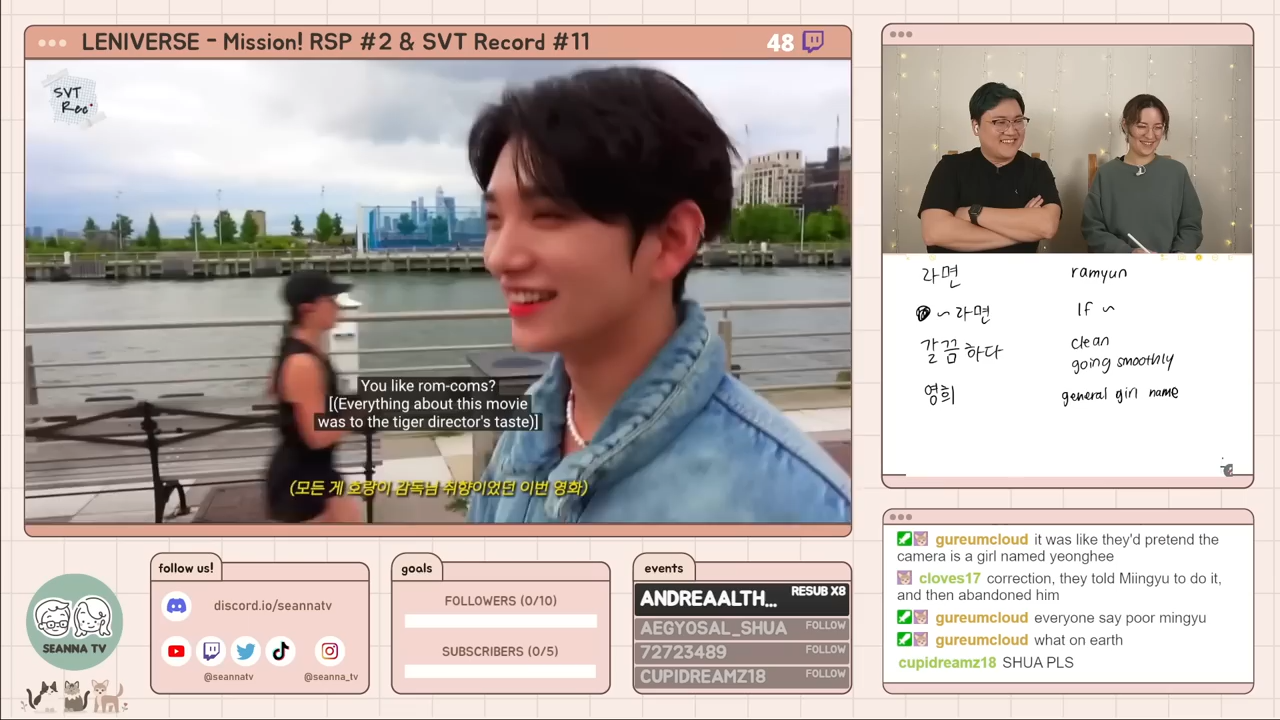 LENIVERSE - Mission! RSP #2 & SVT Record #11
48
SVT
Rec
You like rom-coms?
[(Everything about this movie
was to the tiger director's taste)]
(모든 게 호랑이 감독님 취향이었던 이번 영화)
라면 ramyun
~라면 If ~
깔끔하다 clean
going smoothly
영희 general girl name
gureumcloud it was like they'd pretend the
camera is a girl named yeonghee
cloves17 correction, they told Miingyu to do it,
and then abandoned him
gureumcloud everyone say poor mingyu
gureumcloud what on earth
cupidreamz18 SHUA PLS
SEANNA TV
follow us!
discord.io/seannatv
@seannatv
@seanna_tv
goals
FOLLOWERS (0/10)
SUBSCRIBERS (0/5)
events
ANDREAALTH... RESUB X8
AEGYOSAL_SHUA FOLLOW
72723489 FOLLOW
CUPIDREAMZ18 FOLLOW